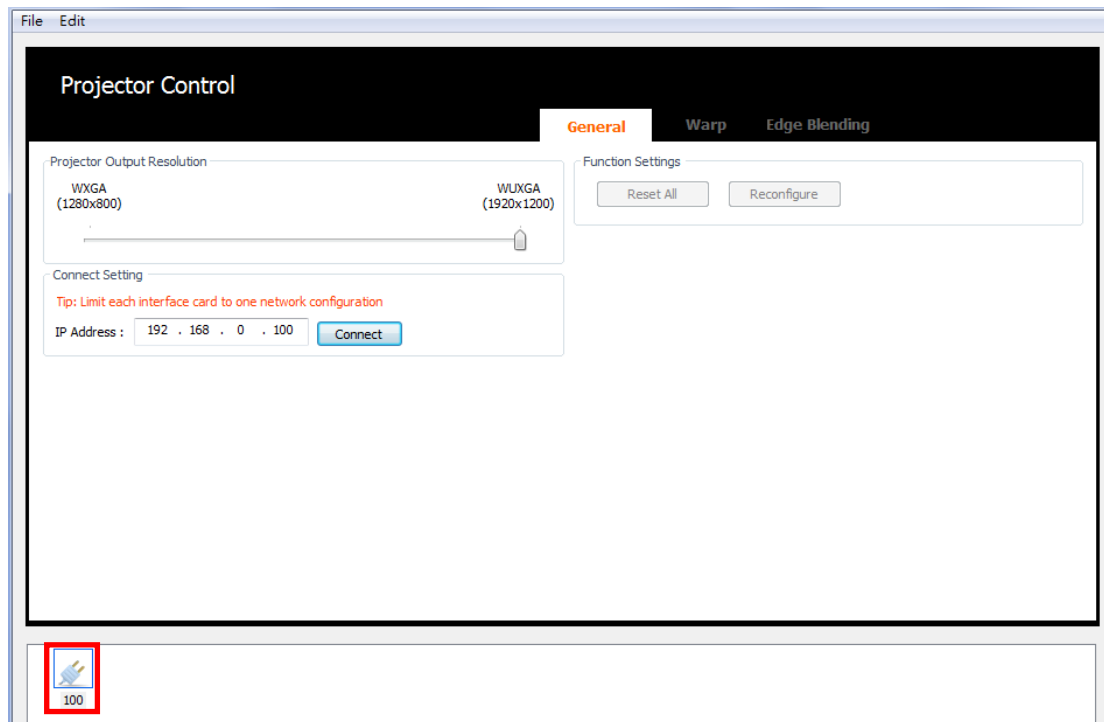 File Edit
Projector Control
General Warp Edge Blending
Projector Output Resolution
WXGA
(1280x800)
WUXGA
(1920x1200)
Function Settings
Reset All Reconfigure
Connect Setting
Tip: Limit each interface card to one network configuration
IP Address : 192 . 168 . 0 . 100 Connect
100